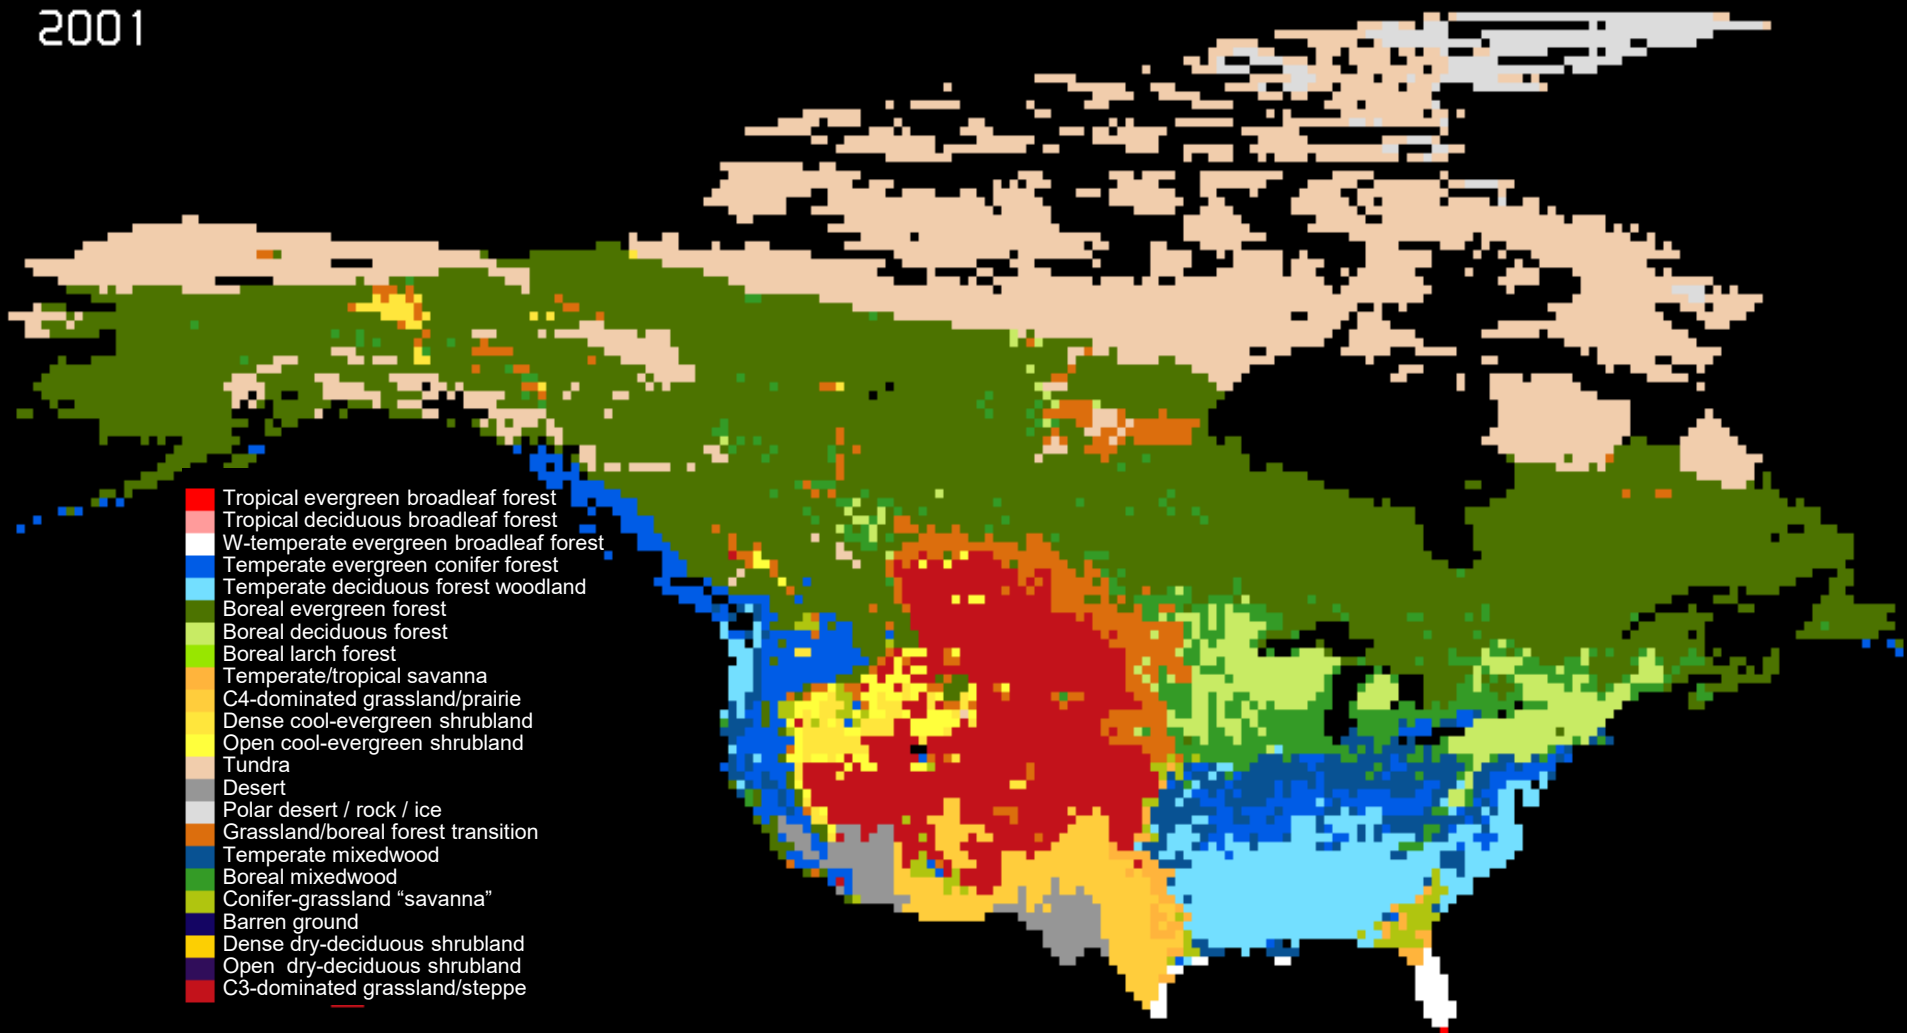 2001
Tropical evergreen broadleaf forest
Tropical deciduous broadleaf forest
W-temperate evergreen broadleaf forest
Temperate evergreen conifer forest
Temperate deciduous forest woodland
Boreal evergreen forest
Boreal deciduous forest
Boreal larch forest
Temperate/tropical savanna
C4-dominated grassland/prairie
Dense cool-evergreen shrubland
Open cool-evergreen shrubland
Tundra
Desert
Polar desert / rock / ice
Grassland/boreal forest transition
Temperate mixedwood
Boreal mixedwood
Conifer-grassland “savanna”
Barren ground
Dense dry-deciduous shrubland
Open  dry-deciduous shrubland
C3-dominated grassland/steppe